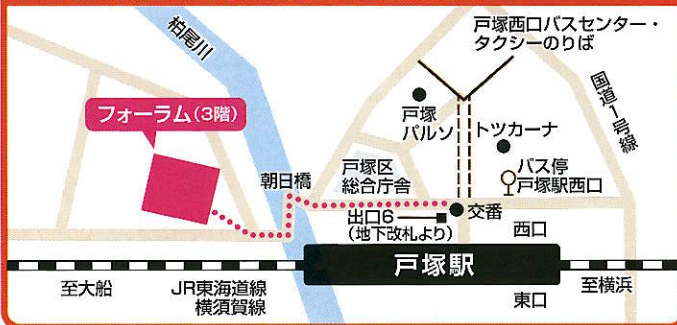 柏尾川
戸塚西口バスセンター・
タクシーのりば
国道1号線
フォーラム(3階)
戸塚
パルソ
トツカーナ
朝日橋
戸塚区
総合庁舎
バス停
戸塚駅西口
出口6
(地下改札より)
交番
西口
戸塚駅
至大船
JR東海道線
横須賀線
至横浜
東口